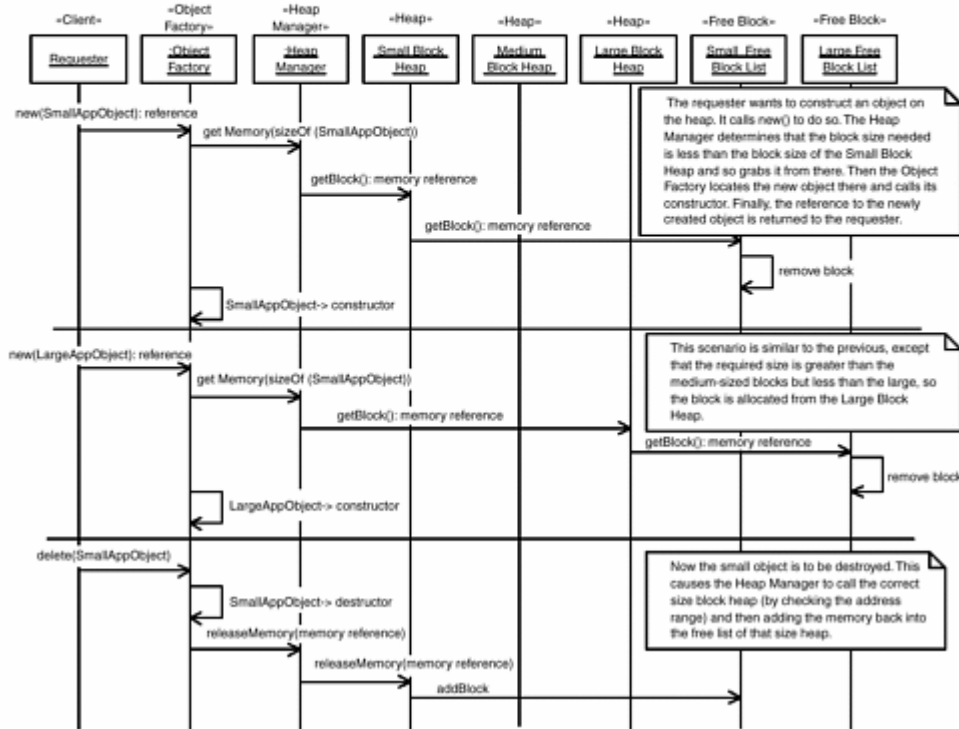 «Client»
«Object
Factory»
«Heap
Manager»
«Heap»
«Heap»
«Heap»
«Free Block»
«Free Block»
Requester
:Object
Factory
:Heap
Manager
Small Block
Heap
Medium
Block Heap
Large Block
Heap
Small Free
Block List
Large Free
Block List
new(SmallAppObject): reference
get Memory(sizeOf (SmallAppObject))
getBlock(): memory reference
getBlock(): memory reference
remove block
SmallAppObject-> constructor
The requester wants to construct an object on
the heap. It calls new() to do so. The Heap
Manager determines that the block size needed
is less than the block size of the Small Block
Heap and so grabs it from there. Then the Object
Factory locates the new object there and calls its
constructor. Finally, the reference to the newly
created object is returned to the requester.
new(LargeAppObject): reference
get Memory(sizeOf (SmallAppObject))
getBlock(): memory reference
getBlock(): memory reference
remove block
LargeAppObject-> constructor
This scenario is similar to the previous, except
that the required size is greater than the
medium-sized blocks but less than the large, so
the block is allocated from the Large Block
Heap.
delete(SmallAppObject)
SmallAppObject-> destructor
releaseMemory(memory reference)
releaseMemory(memory reference)
addBlock
Now the small object is to be destroyed. This
causes the Heap Manager to call the correct
size block heap (by checking the address
range) and then adding the memory back into
the free list of that size heap.